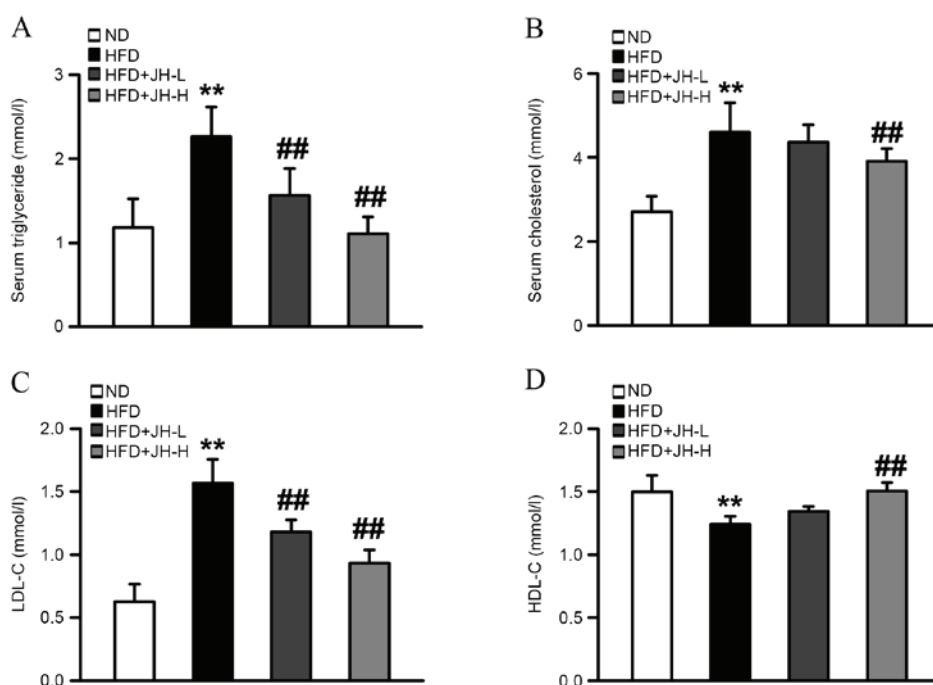 A
ND
HFD
HFD+JH-L
HFD+JH-H
Serum triglyceride (mmol/l)
3
2
1
0
**
##
##
B
ND
HFD
HFD+JH-L
HFD+JH-H
Serum cholesterol (mmol/l)
6
4
2
0
**
##
C
ND
HFD
HFD+JH-L
HFD+JH-H
LDL-C (mmol/l)
2.0
1.5
1.0
0.5
0.0
**
##
##
D
ND
HFD
HFD+JH-L
HFD+JH-H
HDL-C (mmol/l)
2.0
1.5
1.0
0.5
0.0
**
##